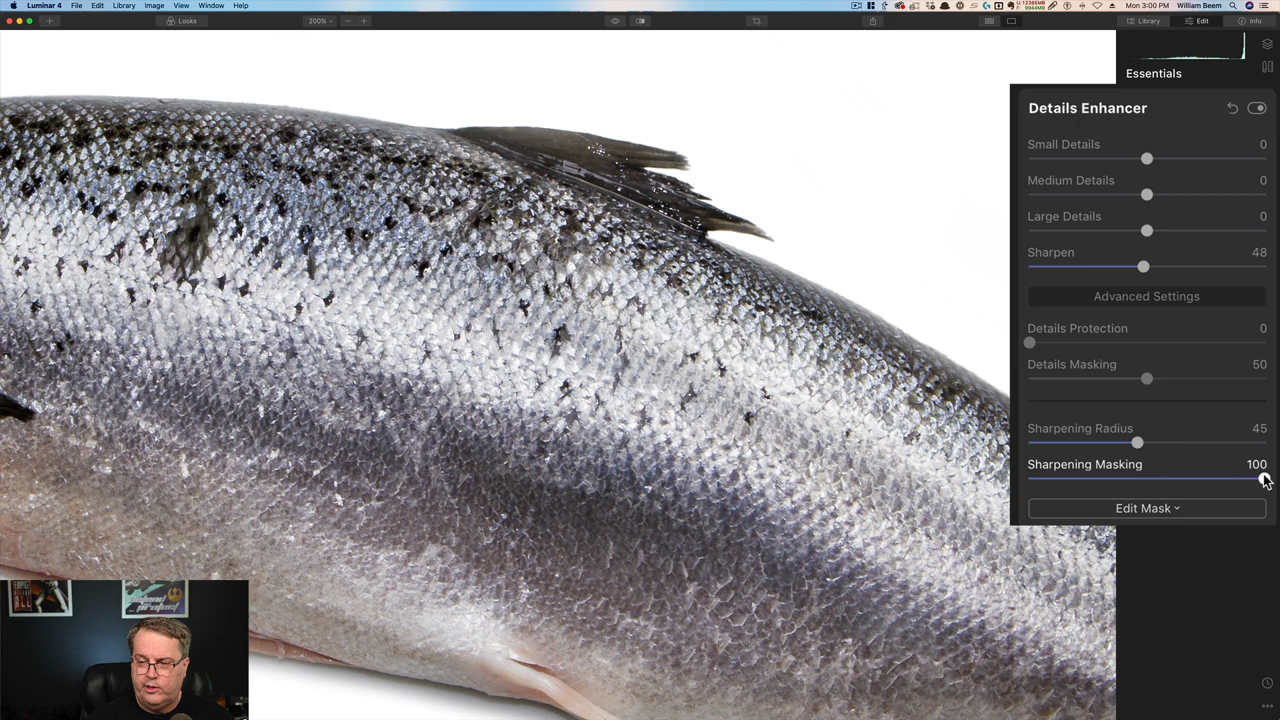 Luminar 4 File Edit Library Image View Window Help Mon 3:00 PM William Beem
Looks 200% Library Edit Info
Essentials
Details Enhancer
Small Details 0
Medium Details 0
Large Details 0
Sharpen 48
Advanced Settings
Details Protection 0
Details Masking 50
Sharpening Radius 45
Sharpening Masking 100
Edit Mask